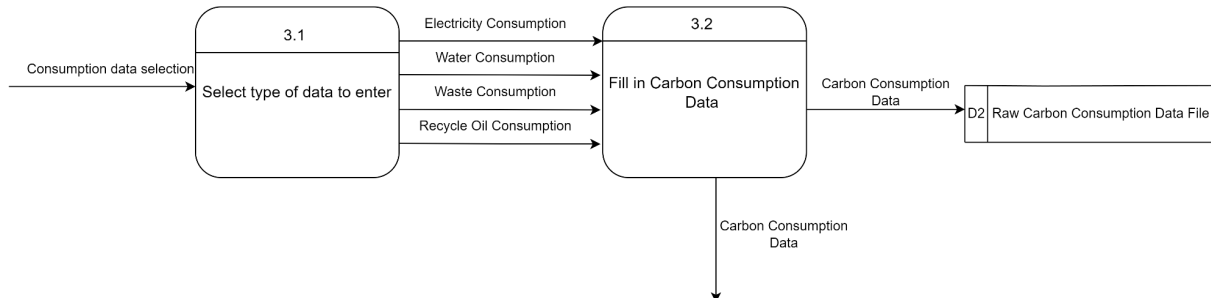 3.1
Select type of data to enter
Consumption data selection
Electricity Consumption
Water Consumption
Waste Consumption
Recycle Oil Consumption
3.2
Fill in Carbon Consumption
Data
Carbon Consumption
Data
D2
Raw Carbon Consumption Data File
Carbon Consumption
Data